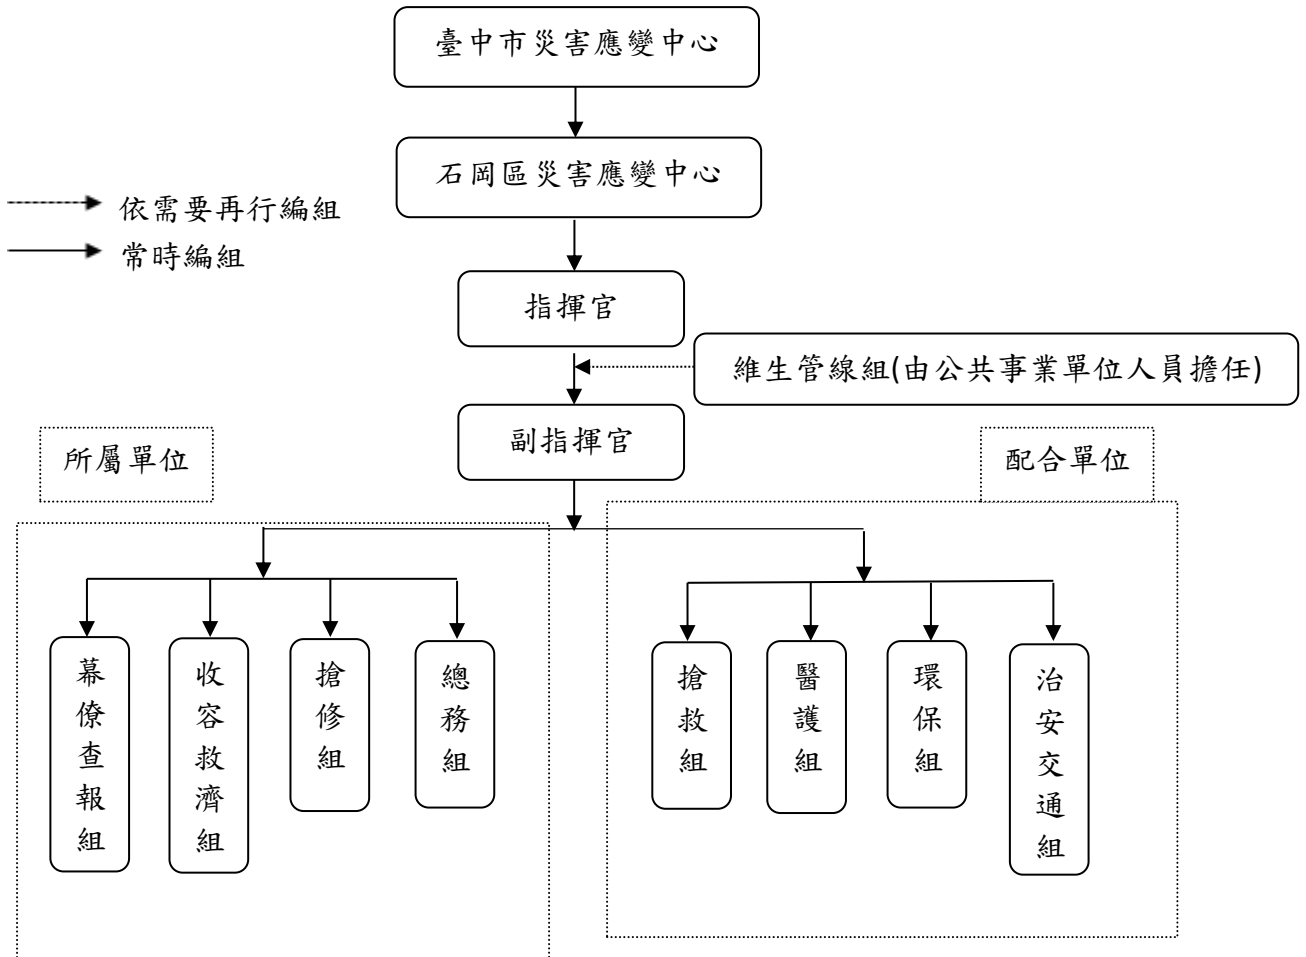 臺中市災害應變中心
石岡區災害應變中心
依需要再行編組
常時編組
指揮官
維生管線組(由公共事業單位人員擔任)
副指揮官
所屬單位
配合單位
幕僚查報組
收容救濟組
搶修組
總務組
搶救組
醫護組
環保組
治安交通組